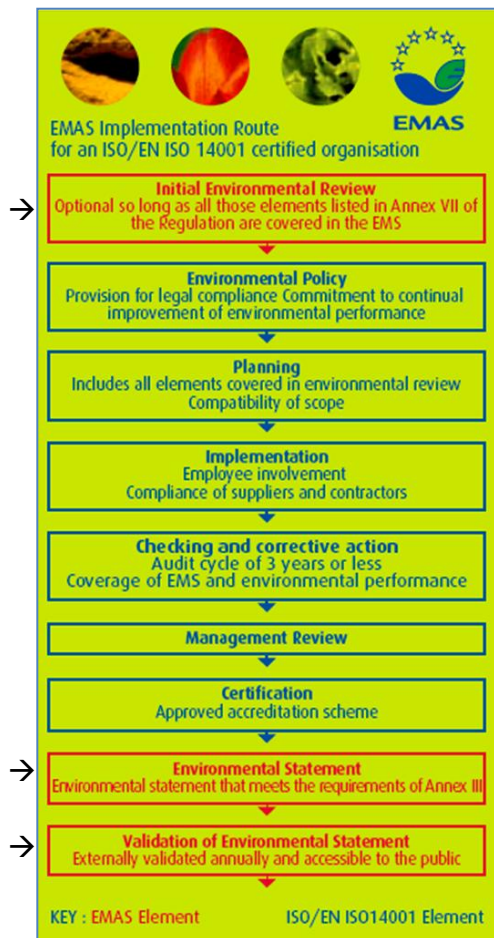 EMAS
EMAS Implementation Route
for an ISO/EN ISO 14001 certified organisation
Initial Environmental Review
Optional so long as all those elements listed in Annex VII of
the Regulation are covered in the EMS
Environmental Policy
Provision for legal compliance Commitment to continual
improvement of environmental performance
Planning
Includes all elements covered in environmental review
Compatibility of scope
Implementation
Employee involvement
Compliance of suppliers and contractors
Checking and corrective action
Audit cycle of 3 years or less
Coverage of EMS and environmental performance
Management Review
Certification
Approved accreditation scheme
Environmental Statement
Environmental statement that meets the requirements of Annex III
Validation of Environmental Statement
Externally validated annually and accessible to the public
KEY : EMAS Element ISO/EN ISO14001 Element